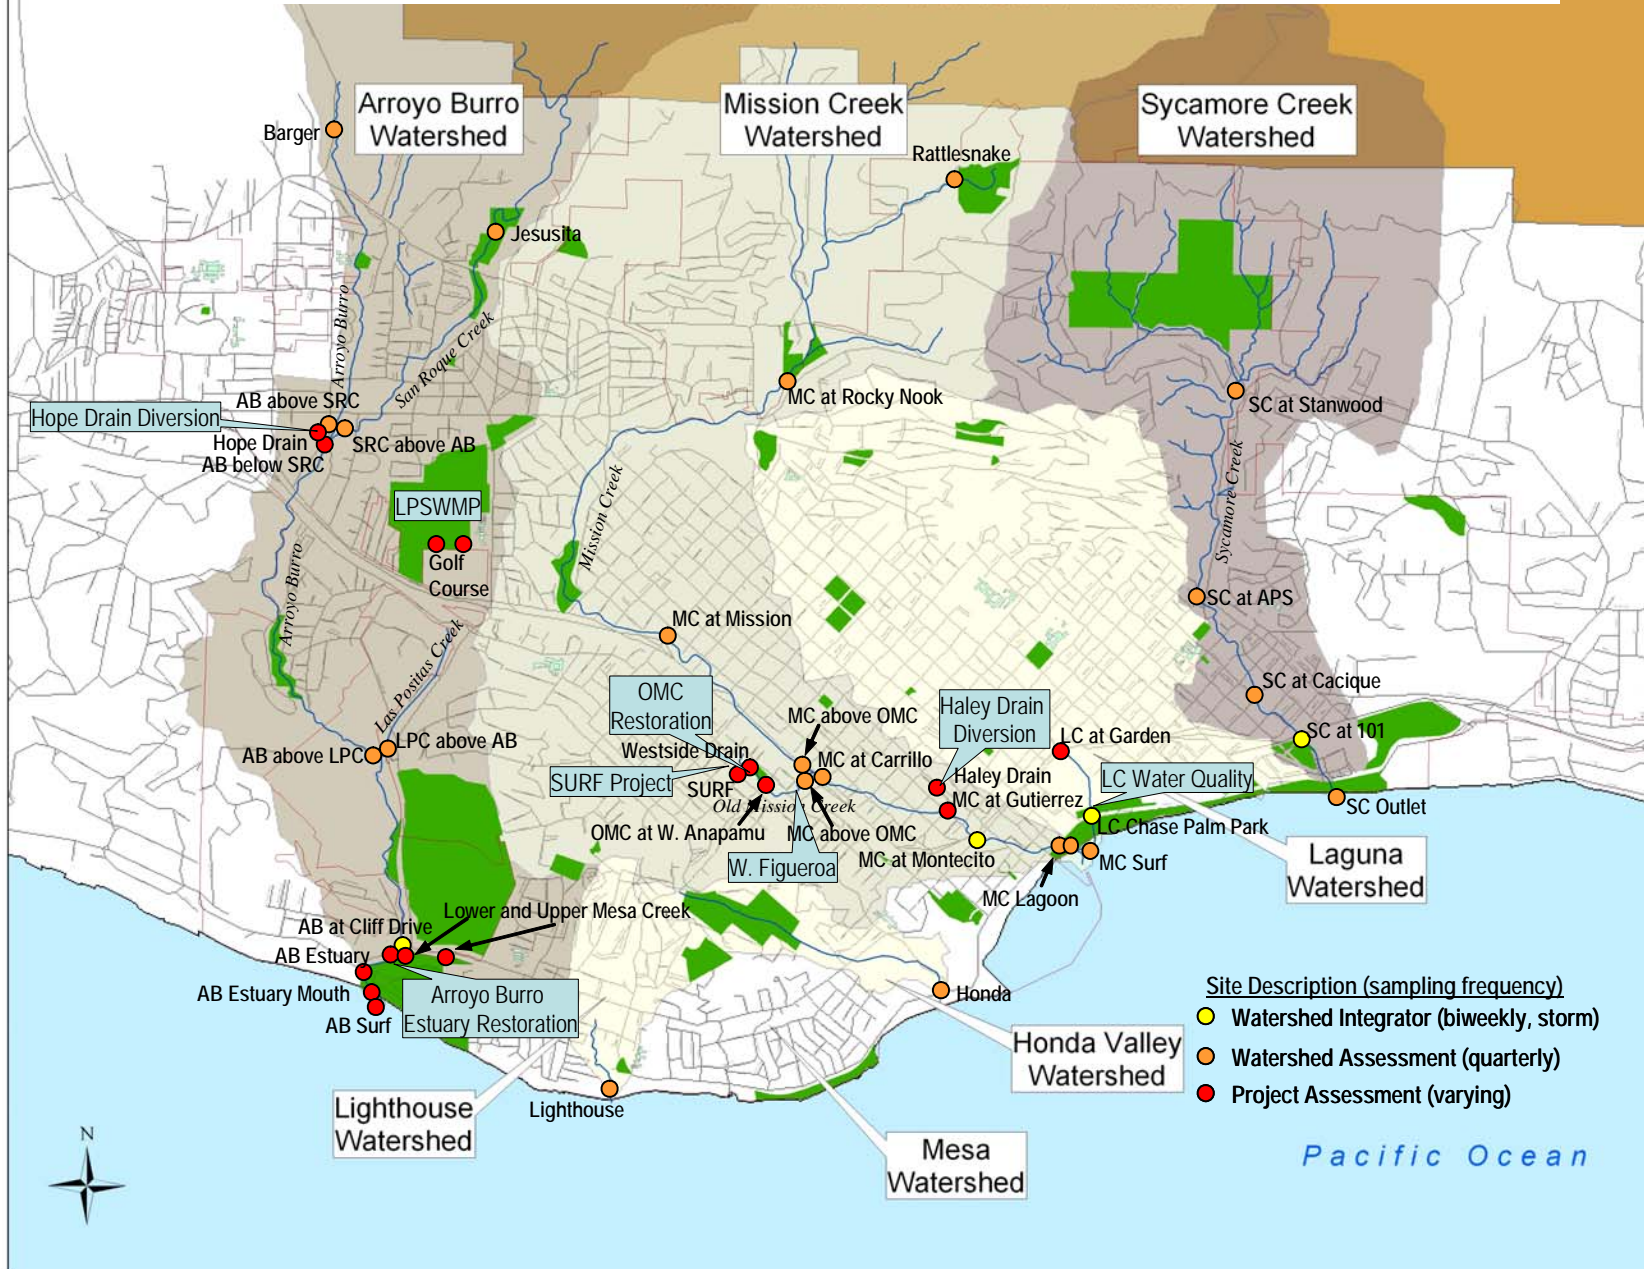 Arroyo Burro
Watershed
Mission Creek
Watershed
Sycamore Creek
Watershed
Barger
Rattlesnake
Jesusita
Arroyo Burro
San Roque Creek
AB above SRC
Hope Drain Diversion
Hope Drain
AB below SRC
SRC above AB
MC at Rocky Nook
SC at Stanwood
Mission Creek
Sycamore Creek
LPSWMP
Golf
Course
Arroyo Burro
Las Positas Creek
MC at Mission
SC at APS
SC at Cacique
SC at 101
SC Outlet
OMC
Restoration
MC above OMC
Haley Drain
Diversion
Westside Drain
MC at Carrillo
LC at Garden
SURF Project
SURF
Old Mission Creek
Haley Drain
LC Water Quality
MC at Gutierrez
OMC at W. Anapamu
MC above OMC
LC Chase Palm Park
W. Figueroa
MC at Montecito
MC Surf
MC Lagoon
AB above LPC
LPC above AB
Laguna
Watershed
Lower and Upper Mesa Creek
AB at Cliff Drive
AB Estuary
AB Estuary Mouth
AB Surf
Arroyo Burro
Estuary Restoration
Honda
Honda Valley
Watershed
Site Description (sampling frequency)
Watershed Integrator (biweekly, storm)
Watershed Assessment (quarterly)
Project Assessment (varying)
Lighthouse
Lighthouse
Watershed
Mesa
Watershed
N
Pacific Ocean